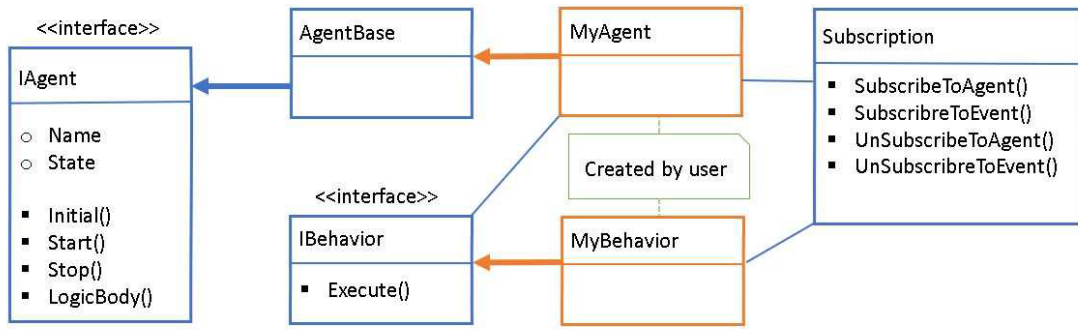 <<interface>>
IAgent
Name
State
Initial()
Start()
Stop()
LogicBody()
AgentBase
MyAgent
Subscription
SubscribeToAgent()
SubscribreToEvent()
UnSubscribeToAgent()
UnSubscribreToEvent()
Created by user
<<interface>>
IBehavior
Execute()
MyBehavior